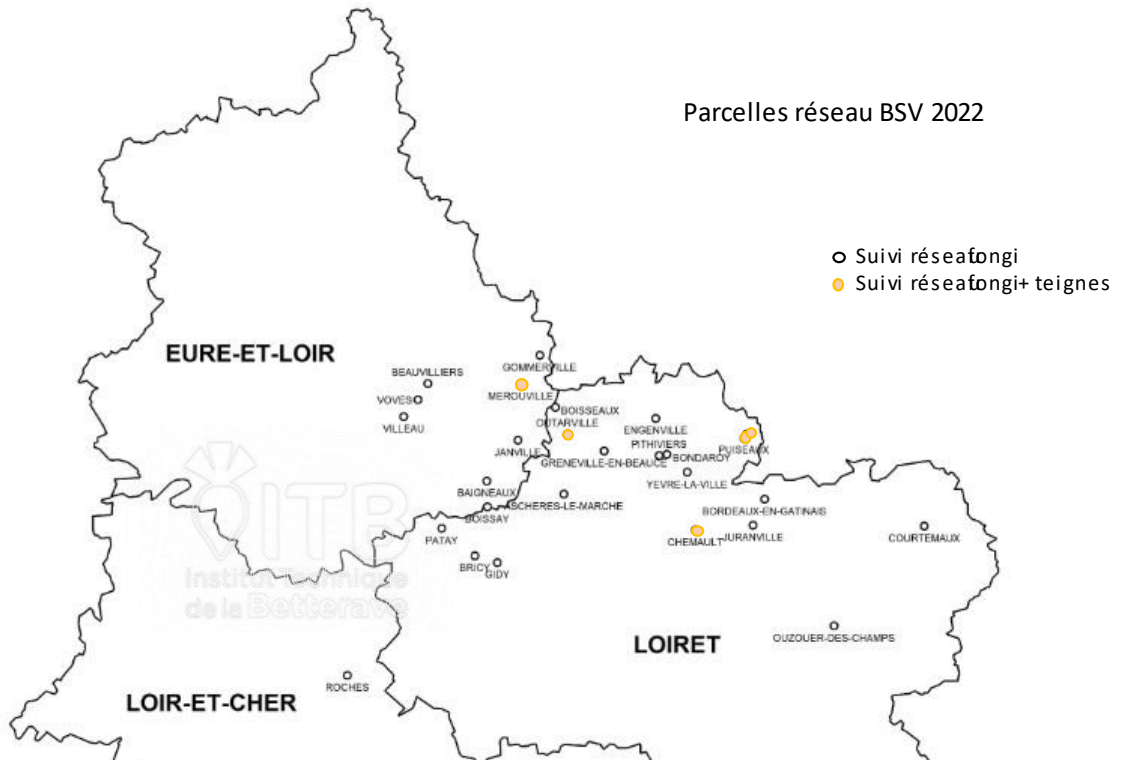 Parcelles réseau BSV 2022
Suivi réseafongi
Suivi réseafongi+ teignes
EURE-ET-LOIR
GOMMERVILLE
BEAUVILLIERS
MEROUVILLE
VOVES
BOISSEAUX
OUTARVILLE
VILLEAU
ENGENVILLE
PITHIVIERS
JANVILLE
PUISEAUX
GRENEVILLE-EN-BEAUCE
BONDAROY
YEVRE-LA-VILLE
BAIGNEAUX
ASCHERES-LE-MARCHE
BORDEAUX-EN-GATINAIS
BOISSAY
PATAY
CHEMAULT
JURANVILLE
COURTEMAUX
BRICY
GIDY
ITB
Institut Technique
de la Betterave
OUZOUER-DES-CHAMPS
LOIRET
ROCHES
LOIR-ET-CHER